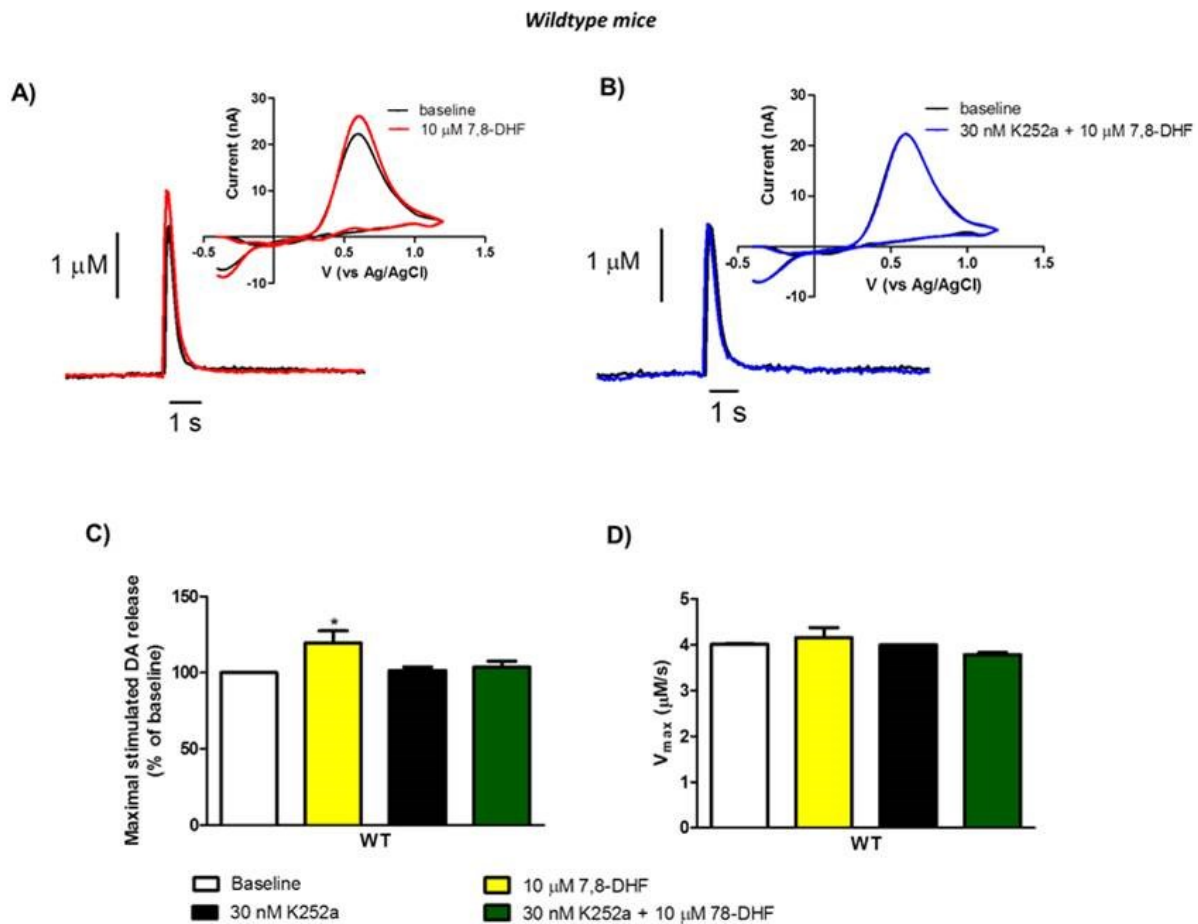 Wildtype mice
A)
30
20
10
-10
-0.5
0.5
1.0
1.5
Current (nA)
V (vs Ag/AgCl)
baseline
10 μM 7,8-DHF
1 μM
1 s
B)
30
20
10
-10
-0.5
0.5
1.0
1.5
Current (nA)
V (vs Ag/AgCl)
baseline
30 nM K252a + 10 μM 7,8-DHF
1 μM
1 s
C)
Maximal stimulated DA release
(% of baseline)
150
100
50
0
*
WT
D)
Vmax (μM/s)
5
4
3
2
1
0
WT
Baseline
10 μM 7,8-DHF
30 nM K252a
30 nM K252a + 10 μM 78-DHF